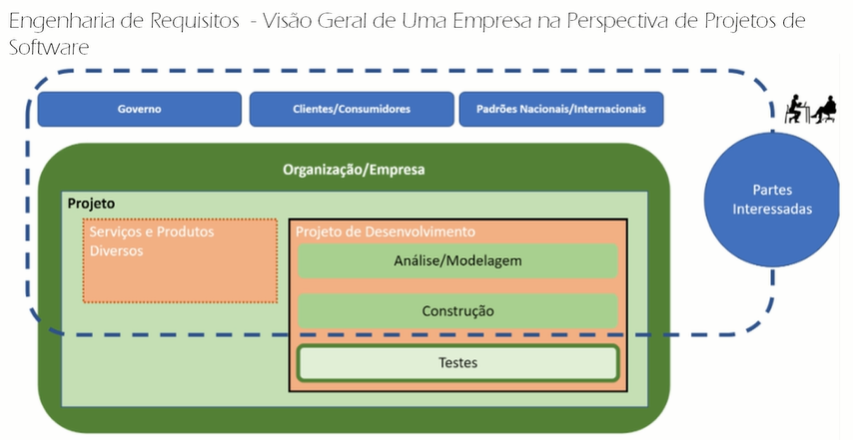 Engenharia de Requisitos - Visão Geral de Uma Empresa na Perspectiva de Projetos de
Software
Governo
Clientes/Consumidores
Padrões Nacionais/Internacionais
Organização/Empresa
Partes
Interessadas
Projeto
Serviços e Produtos
Diversos
Projeto de Desenvolvimento
Análise/Modelagem
Construção
Testes